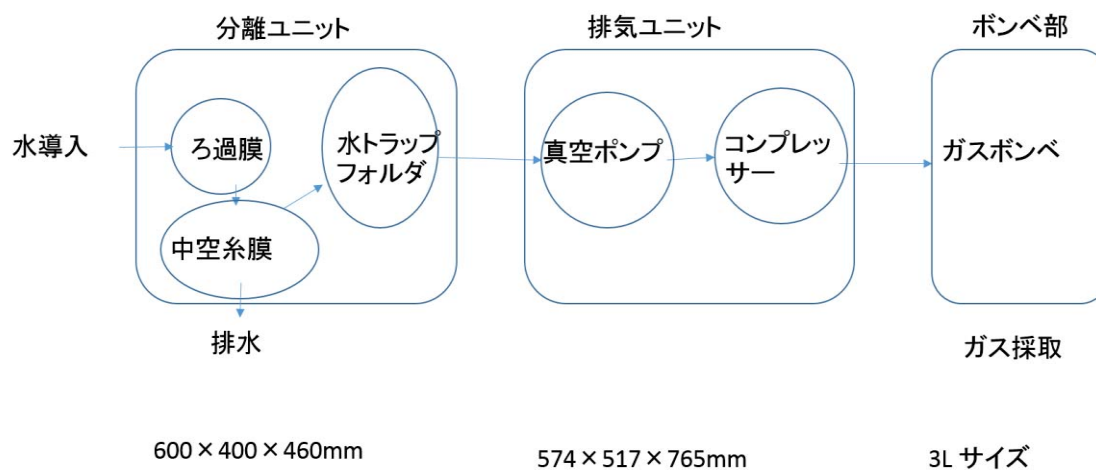 分離ユニット
排気ユニット
ボンベ部
水導入
ろ過膜
水トラップ
フォルダ
真空ポンプ
コンプレッ
サー
ガスボンベ
中空糸膜
排水
ガス採取
600×400×460mm
574×517×765mm
3Lサイズ